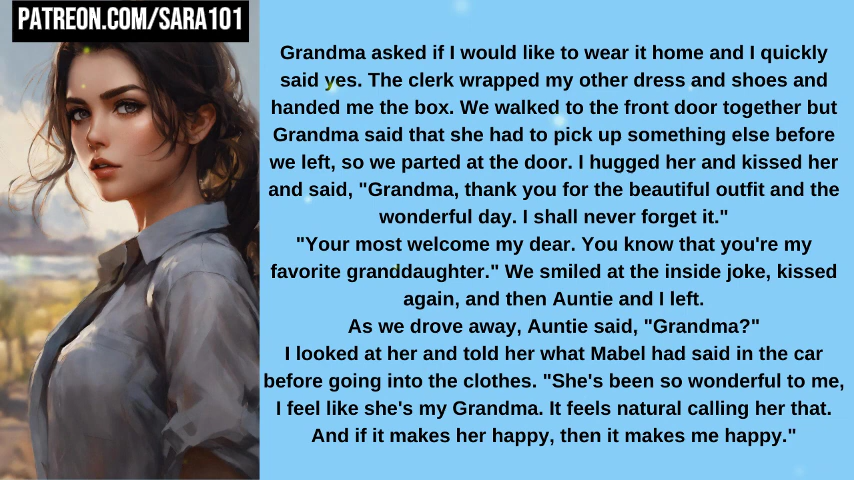 PATREON.COM/SARA101
Grandma asked if I would like to wear it home and I quickly
said yes. The clerk wrapped my other dress and shoes and
handed me the box. We walked to the front door together but
Grandma said that she had to pick up something else before
we left, so we parted at the door. I hugged her and kissed her
and said, "Grandma, thank you for the beautiful outfit and the
wonderful day. I shall never forget it."
"Your most welcome my dear. You know that you're my
favorite granddaughter." We smiled at the inside joke, kissed
again, and then Auntie and I left.
As we drove away, Auntie said, "Grandma?"
I looked at her and told her what Mabel had said in the car
before going into the clothes. "She's been so wonderful to me,
I feel like she's my Grandma. It feels natural calling her that.
And if it makes her happy, then it makes me happy."